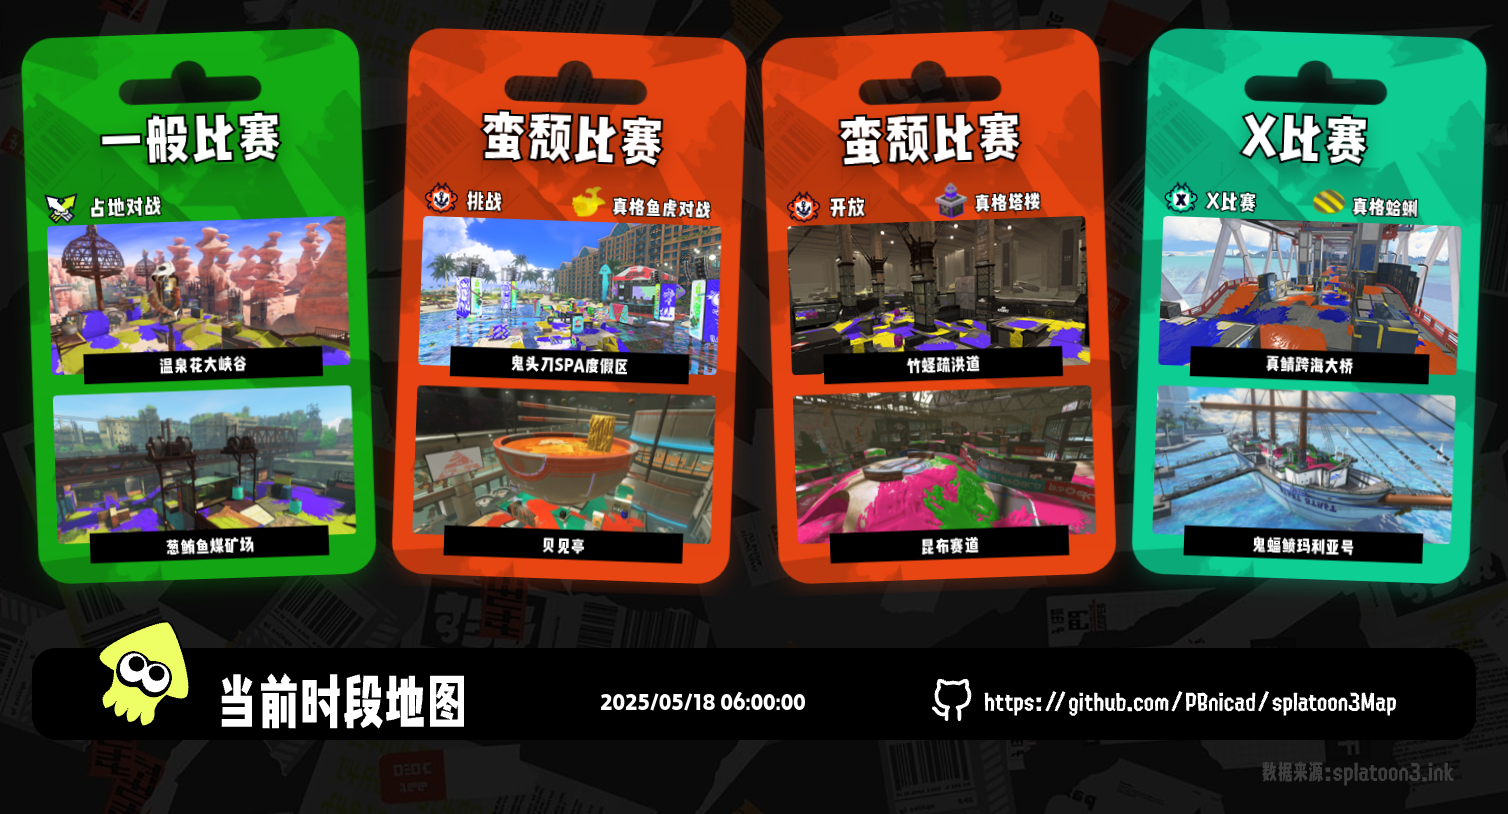 一般比赛
占地对战
温泉花大峡谷
葱鲔鱼煤矿场
蛮颓比赛
挑战
真格鱼虎对战
鬼头刀SPA度假区
贝见亭
蛮颓比赛
开放
真格塔楼
竹蛏疏洪道
昆布赛道
X比赛
X比赛
真格蛤蜊
真鲭跨海大桥
鬼蝠鲼玛利亚号
当前时段地图
2025/05/18 06:00:00
https://github.com/PBnicad/splatoon3Map
数据来源:splatoon3.ink